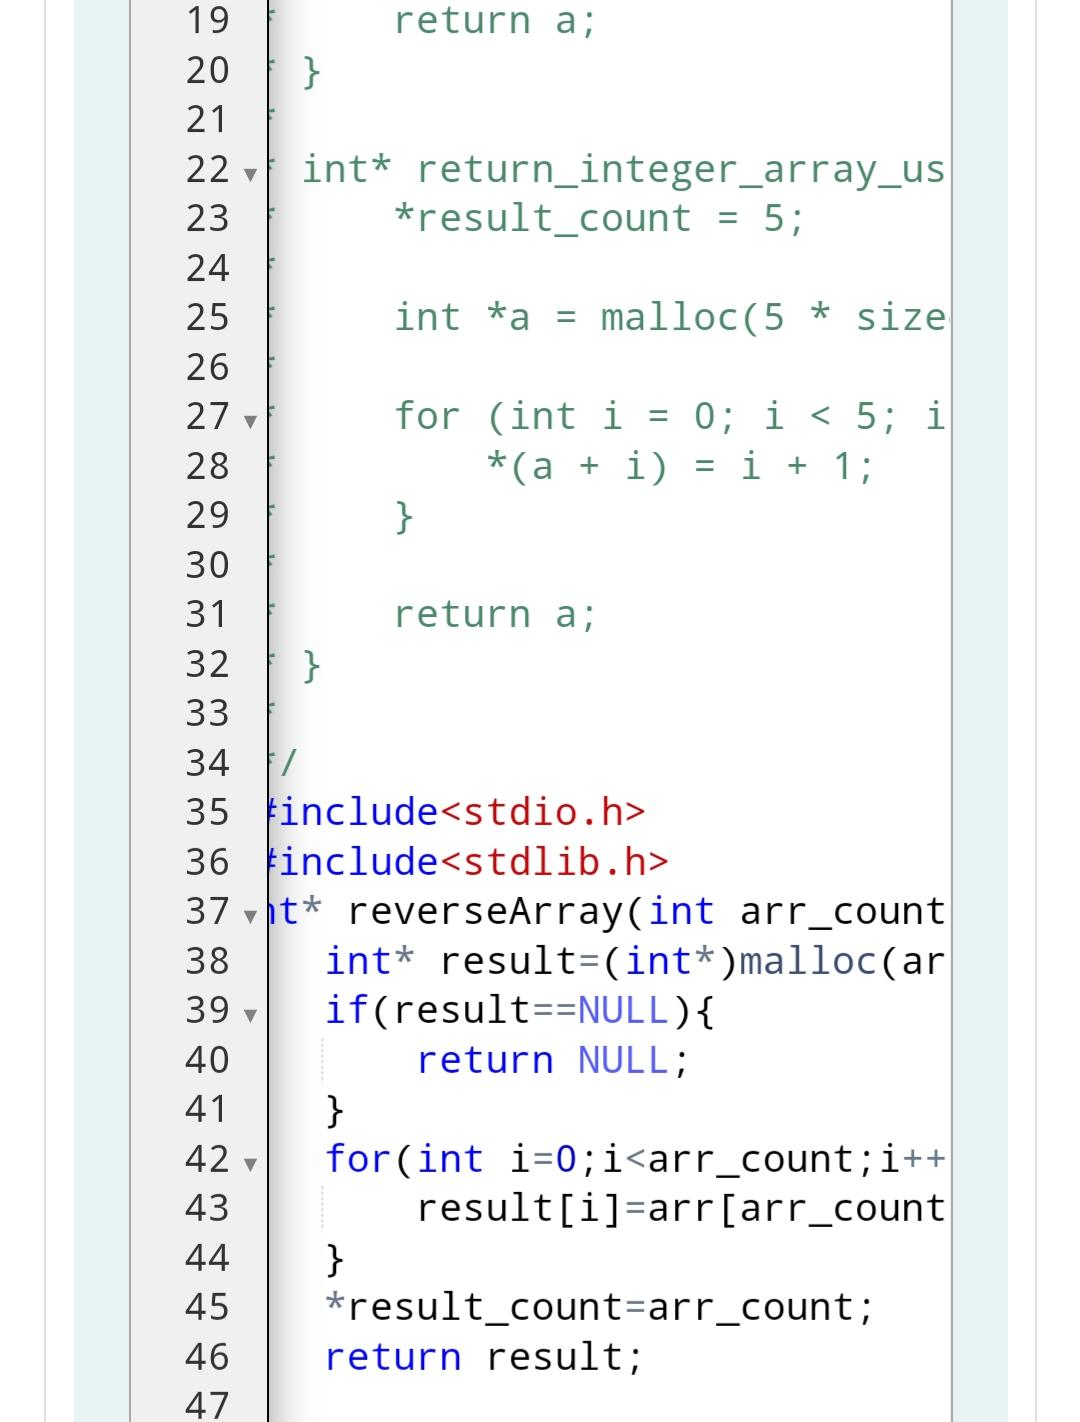 19 return a;
20 * }
21 *
22 * int* return_integer_array_us
23 * *result_count = 5;
24 *
25 * int *a = malloc(5 * size
26 *
27 * for (int i = 0; i < 5; i
28 * *(a + i) = i + 1;
29 * }
30 *
31 * return a;
32 * }
33 *
34 */
35 #include<stdio.h>
36 #include<stdlib.h>
37 nt* reverseArray(int arr_count
38 int* result=(int*)malloc(ar
39 if(result==NULL){
40 return NULL;
41 }
42 for(int i=0;i<arr_count;i++
43 result[i]=arr[arr_count
44 }
45 *result_count=arr_count;
46 return result;
47